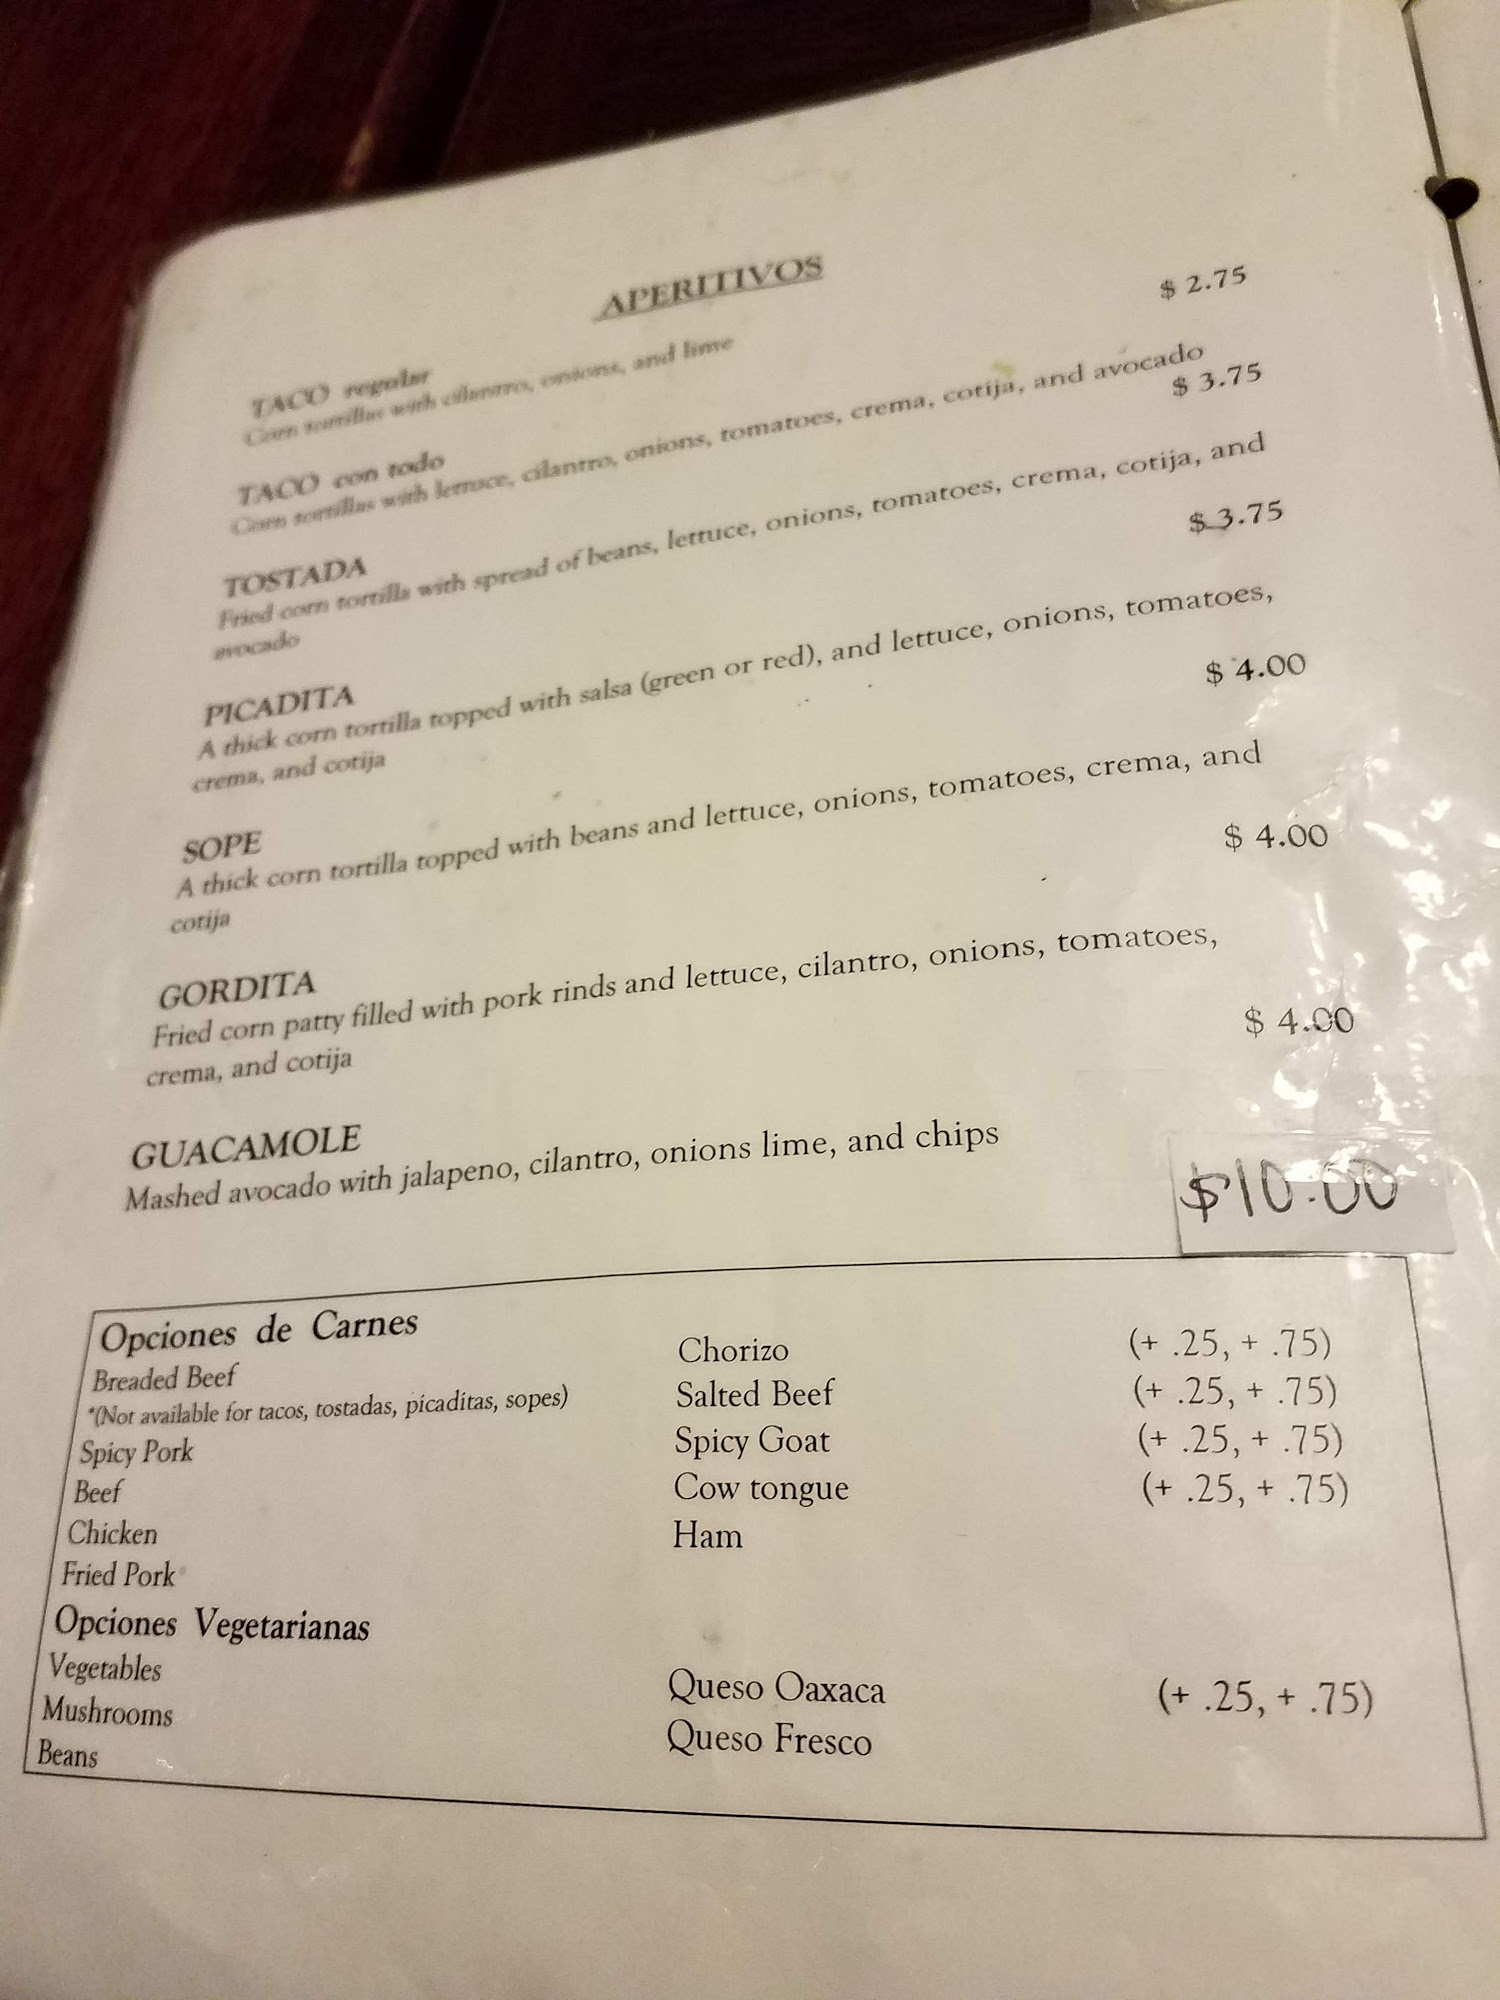 APERITIVOS
TACO regular $ 2.75
Corn tortillas with cilantro, onions, and lime
TACO con todo $ 3.75
Corn tortillas with lettuce, cilantro, onions, tomatoes, crema, cotija, and avocado
TOSTADA $ 3.75
Fried corn tortilla with spread of beans, lettuce, onions, tomatoes, crema, cotija, and
avocado
PICADITA $ 4.00
A thick corn tortilla topped with salsa (green or red), and lettuce, onions, tomatoes,
crema, and cotija
SOPE $ 4.00
A thick corn tortilla topped with beans and lettuce, onions, tomatoes, crema, and
cotija
GORDITA $ 4.00
Fried corn patty filled with pork rinds and lettuce, cilantro, onions, tomatoes,
crema, and cotija
GUACAMOLE $10.00
Mashed avocado with jalapeno, cilantro, onions lime, and chips
Opciones de Carnes
Breaded Beef Chorizo (+ .25, + .75)
*(Not available for tacos, tostadas, picaditas, sopes) Salted Beef (+ .25, + .75)
Spicy Pork Spicy Goat (+ .25, + .75)
Beef Cow tongue (+ .25, + .75)
Chicken Ham
Fried Pork
Opciones Vegetarianas
Vegetables Queso Oaxaca (+ .25, + .75)
Mushrooms Queso Fresco
Beans